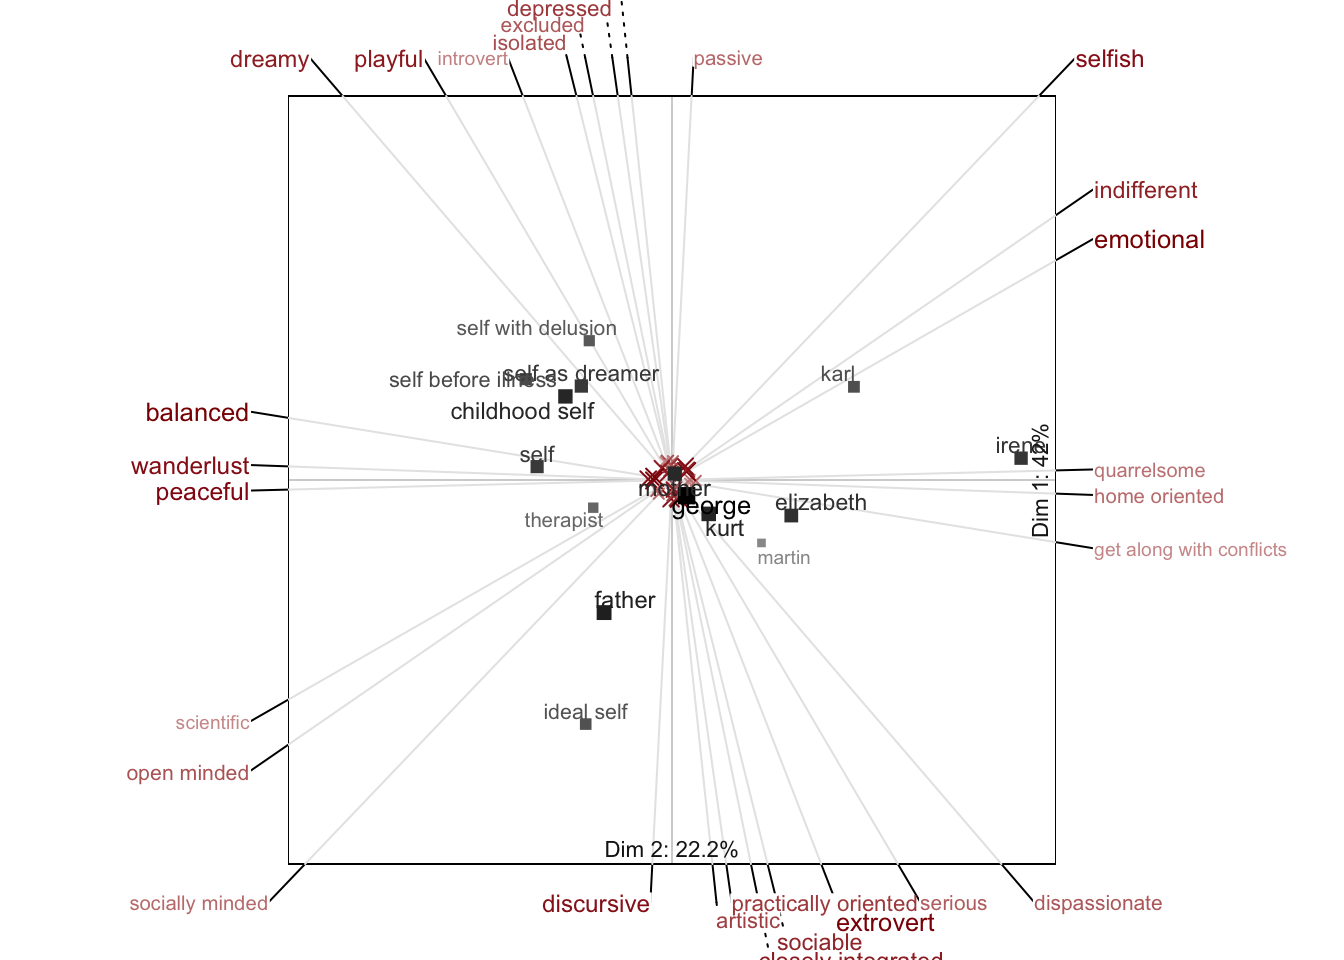 depressed
excluded
isolated
dreamy
playful
introvert
passive
selfish
indifferent
emotional
self with delusion
self before illness
self as dreamer
karl
childhood self
balanced
irene
Dim 1: 42%
self
wanderlust
peaceful
quarrelsome
home oriented
mother
george
elizabeth
therapist
kurt
get along with conflicts
martin
father
ideal self
scientific
open minded
Dim 2: 22.2%
socially minded
discursive
practically oriented
serious
dispassionate
artistic
extrovert
sociable
closely integrated